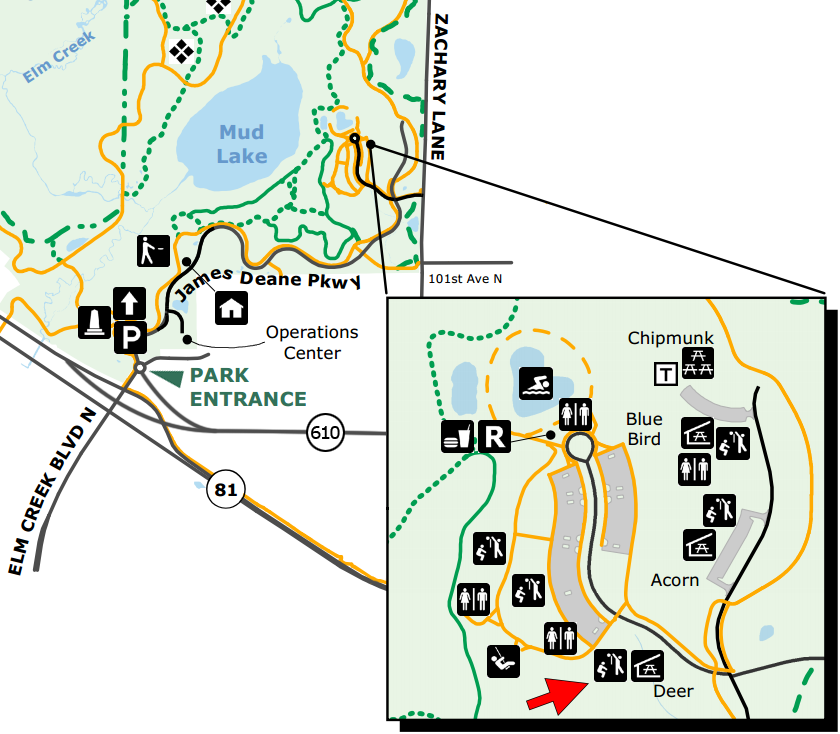 Elm Creek
ZACHARY LANE
Mud
Lake
James Deane Pkwy
101st Ave N
P
Operations
Center
PARK
ENTRANCE
610
ELM CREEK BLVD N
81
Chipmunk
T
Blue
Bird
R
Acorn
Deer